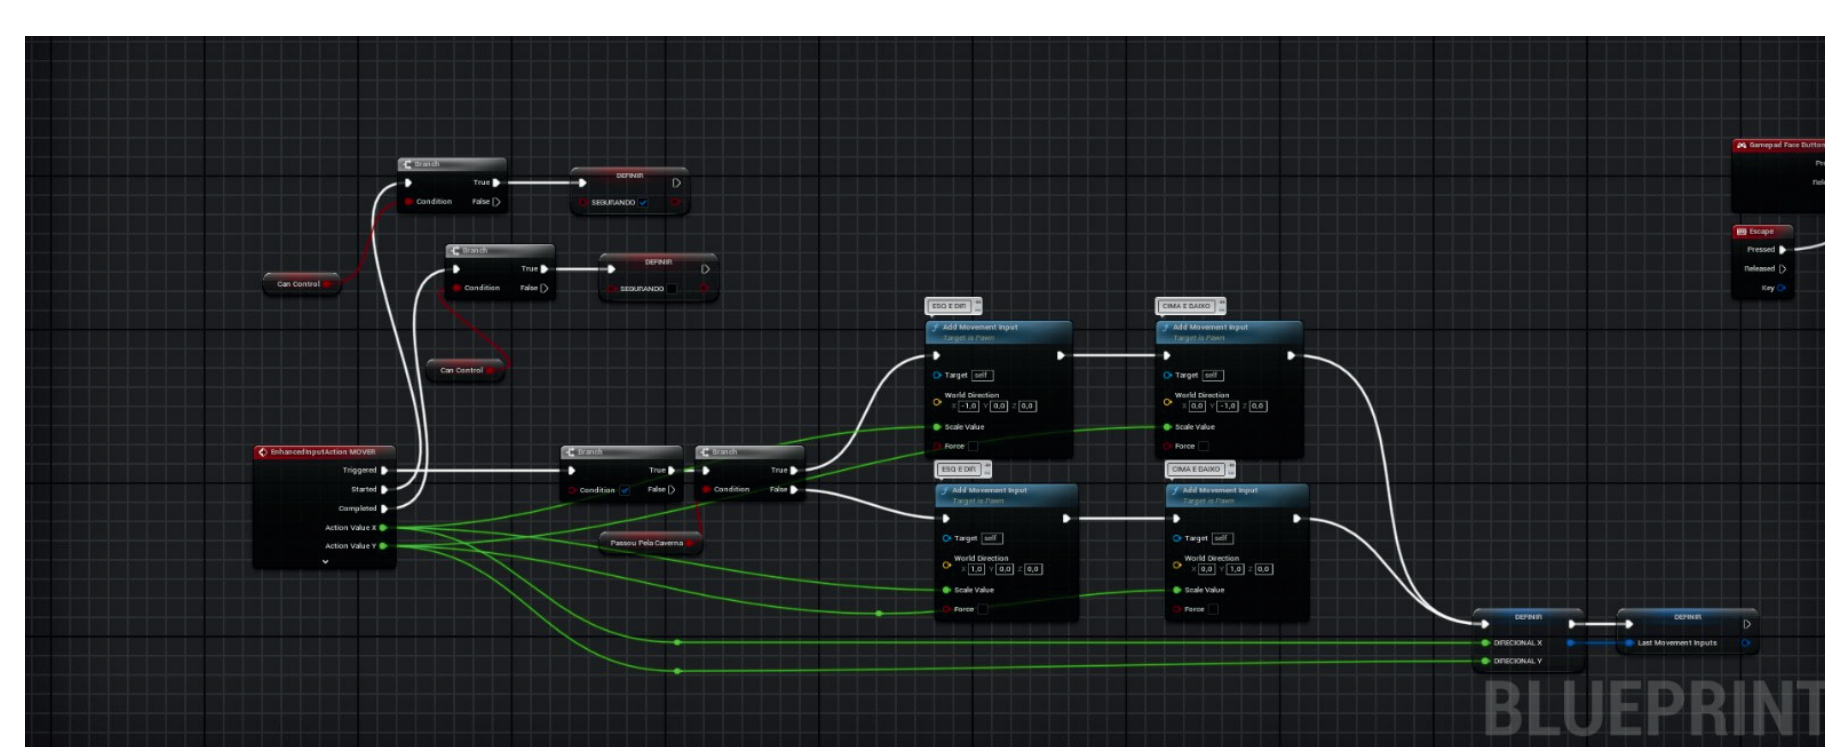 Branch
True
Condition
False
DEFINIR
SEGURANDO
Branch
True
Condition
False
DEFINIR
SEGURANDO
Can Control
Can Control
EnhancedInputAction MOVER
Triggered
Started
Completed
Action Value X
Action Value Y
Branch
True
Condition
False
Branch
True
Condition
False
Passou Pela Caverna
ESQ E DIR
Add Movement Input
Target is Pawn
Target self
World Direction
X -1,0 Y 0,0 Z 0,0
Scale Value
Force
CIMA E BAIXO
Add Movement Input
Target is Pawn
Target self
World Direction
X 0,0 Y -1,0 Z 0,0
Scale Value
Force
ESQ E DIR
Add Movement Input
Target is Pawn
Target self
World Direction
X 1,0 Y 0,0 Z 0,0
Scale Value
Force
CIMA E BAIXO
Add Movement Input
Target is Pawn
Target self
World Direction
X 0,0 Y 1,0 Z 0,0
Scale Value
Force
DEFINIR
DIRECIONAL X
DIRECIONAL Y
DEFINIR
Last Movement Inputs
Gamepad Face Button
Escape
Pressed
Released
Key
BLUEPRINT